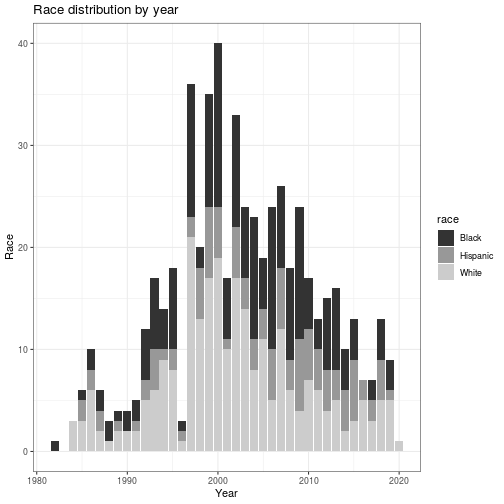 Race distribution by year
40
30
20
10
0
Race
1980
1990
2000
2010
2020
Year
race
Black
Hispanic
White